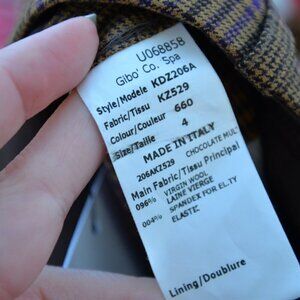 U068858
Gibo' Co. Spa
Style/Modele KDZ206A
Fabric/Tissu KZ529
Colour/Couleur 660
Size/Taille 4
MADE IN ITALY
206AKZ529 CHOCOLATE MULT
Main Fabric/Tissu Principal
096% VIRGIN WOOL
LAINE VIERGE
004% SPANDEX FOR EL.TY
ELASTE
Lining/Doublure